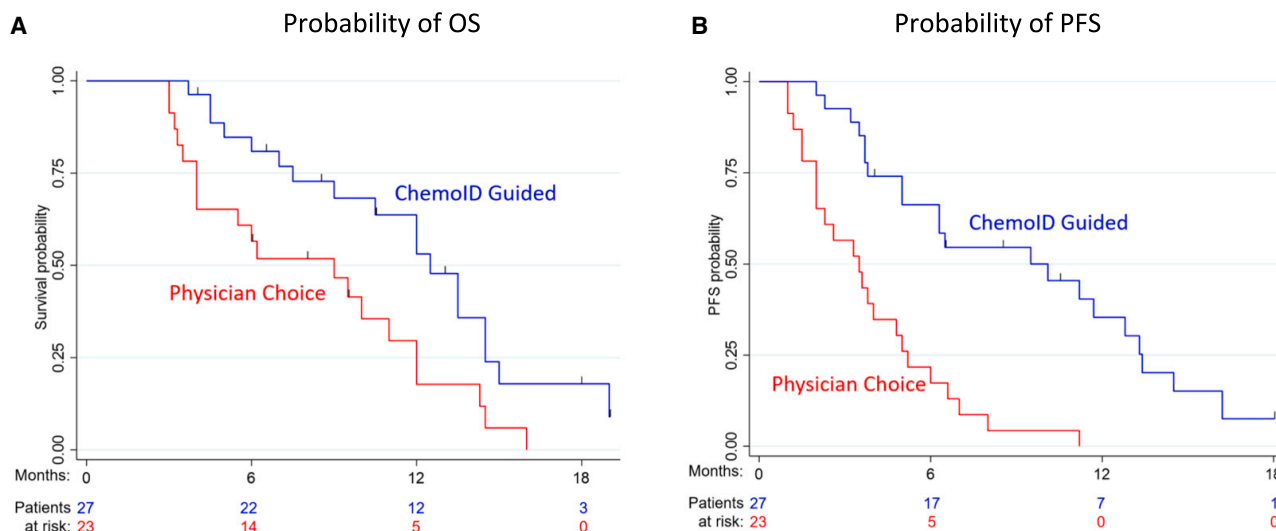 A
Probability of OS
Survival probability
1.00
0.75
0.50
0.25
0.00
ChemoID Guided
Physician Choice
Months: 0 6 12 18
Patients 27 22 12 3
at risk: 23 14 5 0
B
Probability of PFS
PFS probability
1.00
0.75
0.50
0.25
0.00
ChemoID Guided
Physician Choice
Months: 0 6 12 18
Patients 27 17 7 1
at risk: 23 5 0 0